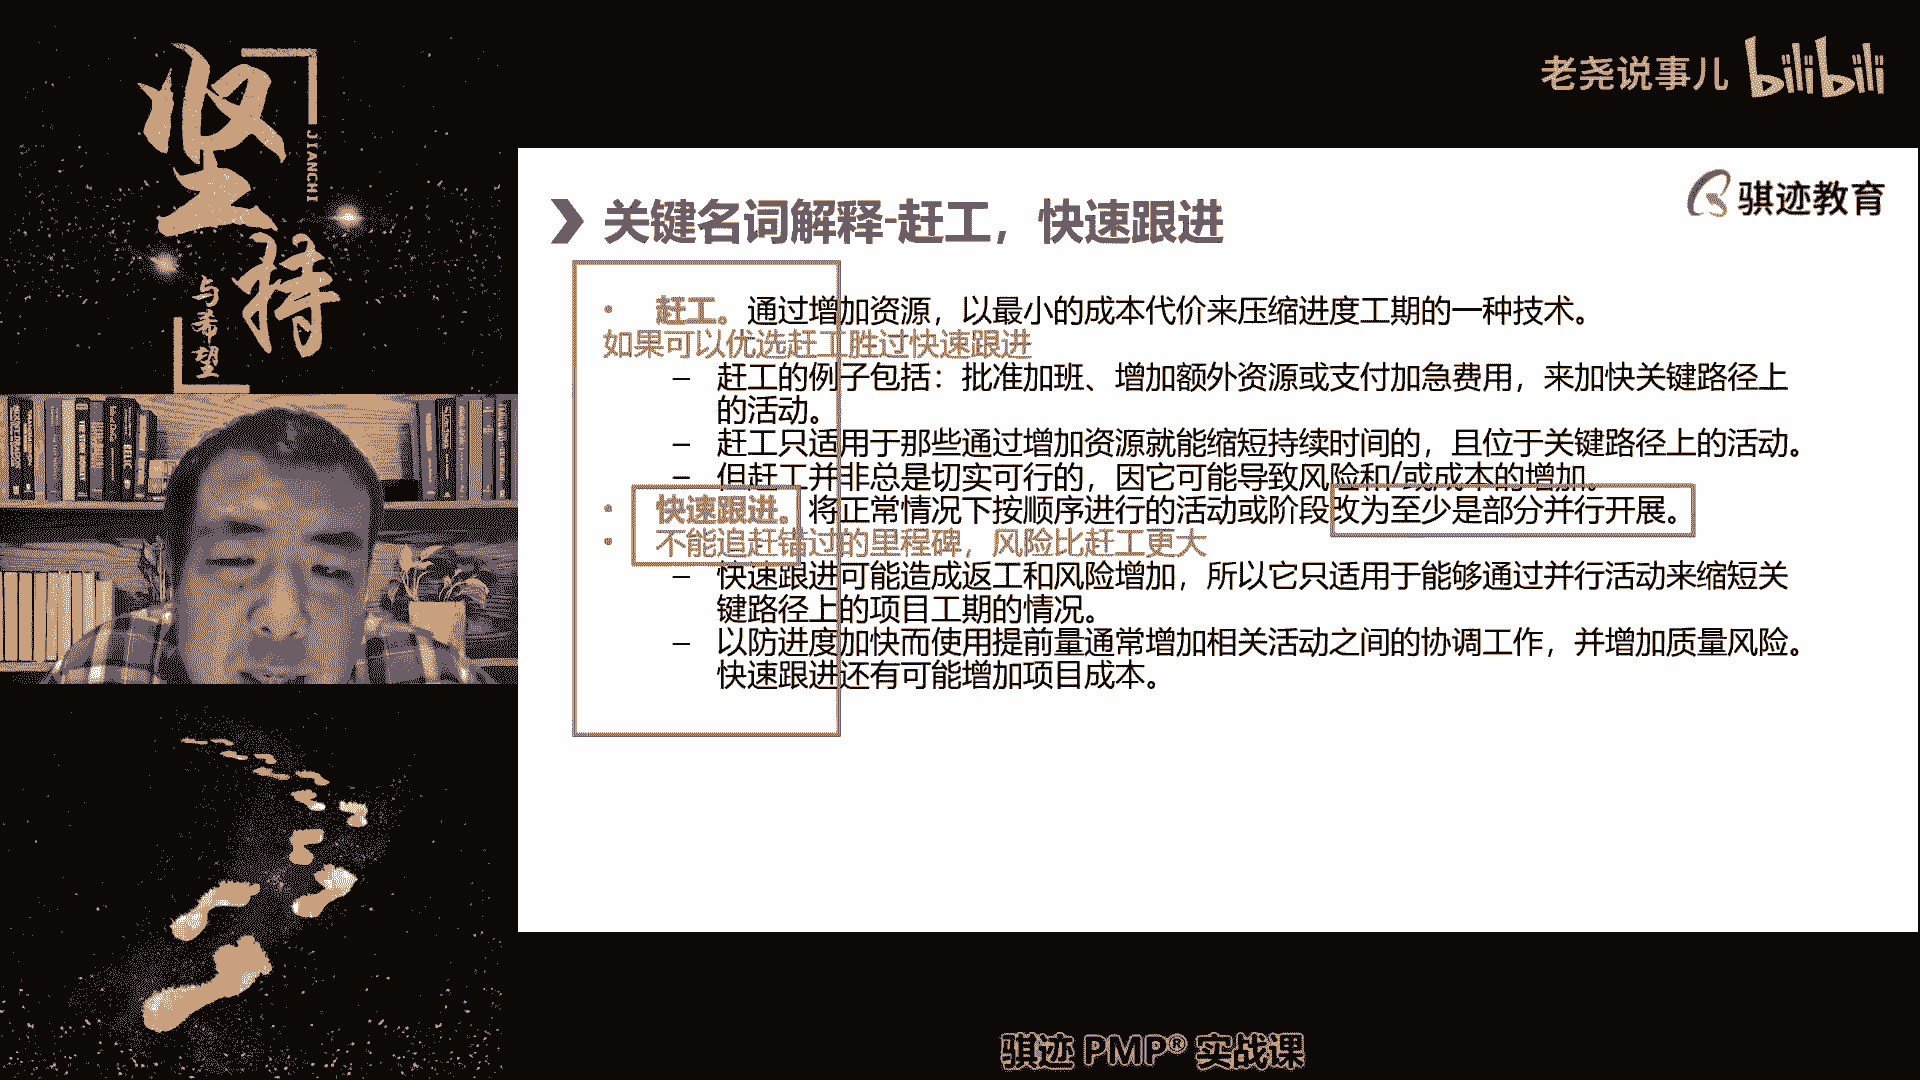 坚持
JIANCHI
与希望
老尧说事儿 bilibili
骐迹教育
关键名词解释-赶工，快速跟进
• 赶工。通过增加资源，以最小的成本代价来压缩进度工期的一种技术。
如果可以优选赶工胜过快速跟进
– 赶工的例子包括：批准加班、增加额外资源或支付加急费用，来加快关键路径上
的活动。
– 赶工只适用于那些通过增加资源就能缩短持续时间的，且位于关键路径上的活动。
– 但赶工并非总是切实可行的，因它可能导致风险和/或成本的增加。
• 快速跟进。将正常情况下按顺序进行的活动或阶段改为至少是部分并行开展。
• 不能追赶错过的里程碑，风险比赶工更大
– 快速跟进可能造成返工和风险增加，所以它只适用于能够通过并行活动来缩短关
键路径上的项目工期的情况。
– 以防进度加快而使用提前量通常增加相关活动之间的协调工作，并增加质量风险。
快速跟进还有可能增加项目成本。
骐迹 PMP® 实战课